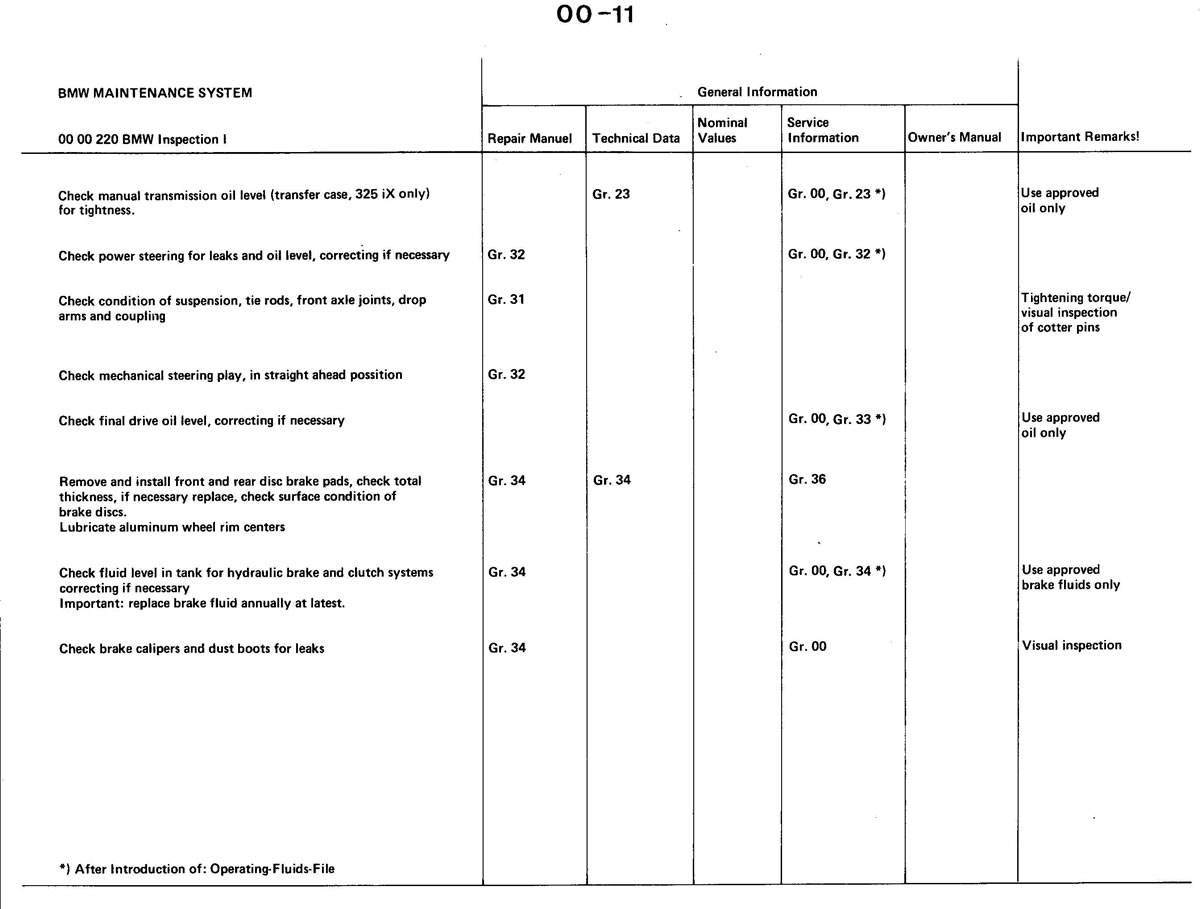 00-11
BMW MAINTENANCE SYSTEM
General Information
00 00 220 BMW Inspection I
Repair Manuel
Technical Data
Nominal
Values
Service
Information
Owner's Manual
Important Remarks!
Check manual transmission oil level (transfer case, 325 iX only)
for tightness.
Gr. 23
Gr. 00, Gr. 23 *)
Use approved
oil only
Check power steering for leaks and oil level, correcting if necessary
Gr. 32
Gr. 00, Gr. 32 *)
Check condition of suspension, tie rods, front axle joints, drop
arms and coupling
Gr. 31
Tightening torque/
visual inspection
of cotter pins
Check mechanical steering play, in straight ahead possition
Gr. 32
Check final drive oil level, correcting if necessary
Gr. 00, Gr. 33 *)
Use approved
oil only
Remove and install front and rear disc brake pads, check total
thickness, if necessary replace, check surface condition of
brake discs.
Lubricate aluminum wheel rim centers
Gr. 34
Gr. 34
Gr. 36
Check fluid level in tank for hydraulic brake and clutch systems
correcting if necessary
Important: replace brake fluid annually at latest.
Gr. 34
Gr. 00, Gr. 34 *)
Use approved
brake fluids only
Check brake calipers and dust boots for leaks
Gr. 34
Gr. 00
Visual inspection
*) After Introduction of: Operating-Fluids-File